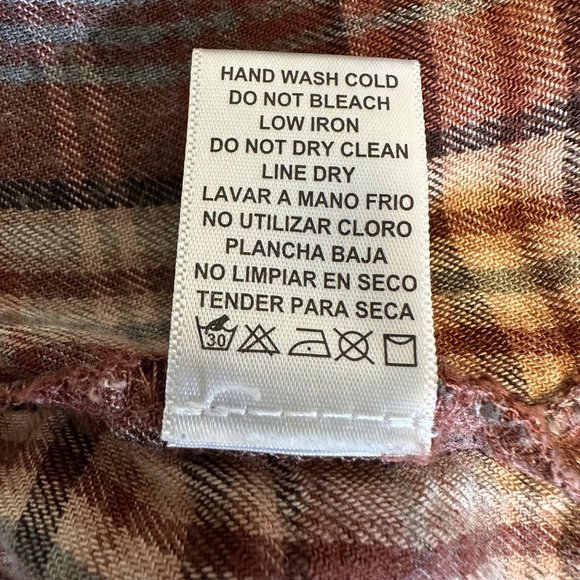 HAND WASH COLD
DO NOT BLEACH
LOW IRON
DO NOT DRY CLEAN
LINE DRY
LAVAR A MANO FRIO
NO UTILIZAR CLORO
PLANCHA BAJA
NO LIMPIAR EN SECO
TENDER PARA SECA
30